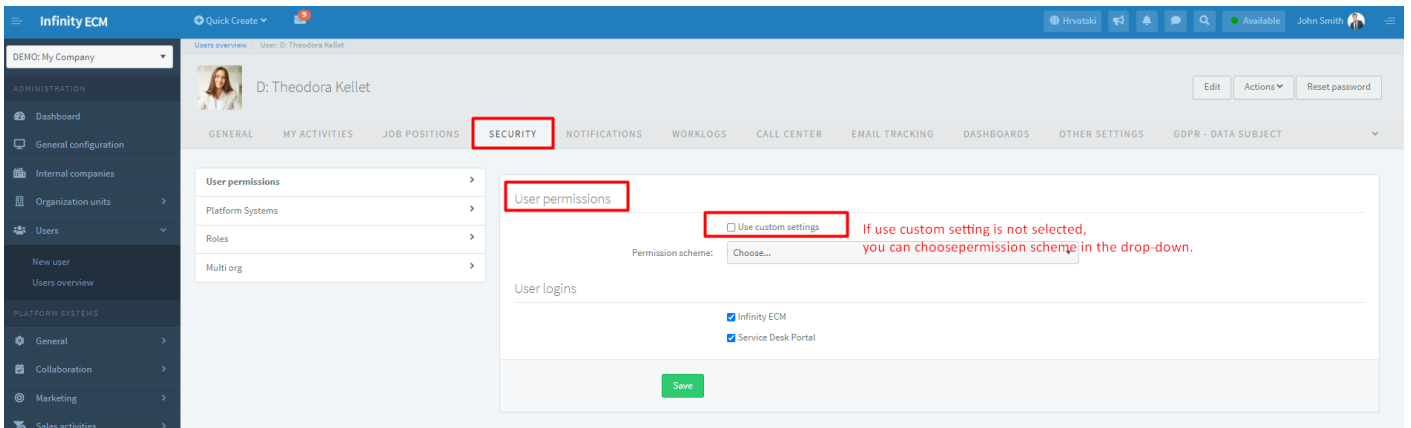 Infinity ECM
Quick Create
9
Hrvatski
Available
John Smith
DEMO: My Company
Users overview / User: D: Theodora Kellet
D: Theodora Kellet
Edit
Actions
Reset password
ADMINISTRATION
Dashboard
General configuration
Internal companies
Organization units
Users
New user
Users overview
PLATFORM SYSTEMS
General
Collaboration
Marketing
Sales activities
GENERAL MY ACTIVITIES JOB POSITIONS SECURITY NOTIFICATIONS WORKLOGS CALL CENTER EMAIL TRACKING DASHBOARDS OTHER SETTINGS GDPR - DATA SUBJECT
User permissions
Platform Systems
Roles
Multi org
User permissions
Use custom settings
If use custom setting is not selected,
you can choosepermission scheme in the drop-down.
Permission scheme: Choose...
User logins
Infinity ECM
Service Desk Portal
Save